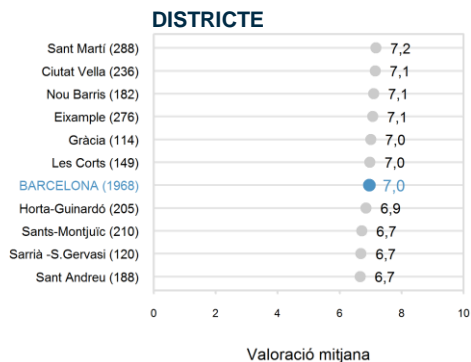 DISTRICTE
Sant Martí (288) 7,2
Ciutat Vella (236) 7,1
Nou Barris (182) 7,1
Eixample (276) 7,1
Gràcia (114) 7,0
Les Corts (149) 7,0
BARCELONA (1968) 7,0
Horta-Guinardó (205) 6,9
Sants-Montjuïc (210) 6,7
Sarrià -S.Gervasi (120) 6,7
Sant Andreu (188) 6,7
0 2 4 6 8 10
Valoració mitjana